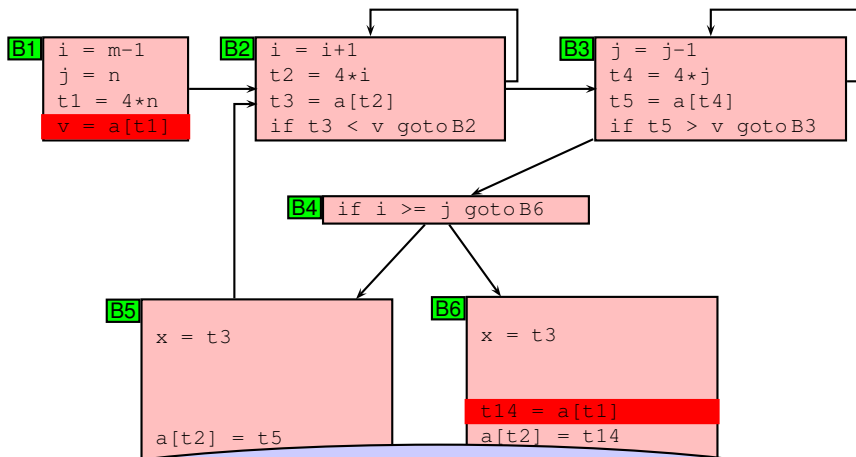 B1
i = m-1
j = n
t1 = 4*n
v = a[t1]
B2
i = i+1
t2 = 4*i
t3 = a[t2]
if t3 < v goto B2
B3
j = j-1
t4 = 4*j
t5 = a[t4]
if t5 > v goto B3
B4
if i >= j goto B6
B5
x = t3
a[t2] = t5
B6
x = t3
t14 = a[t1]
a[t2] = t14